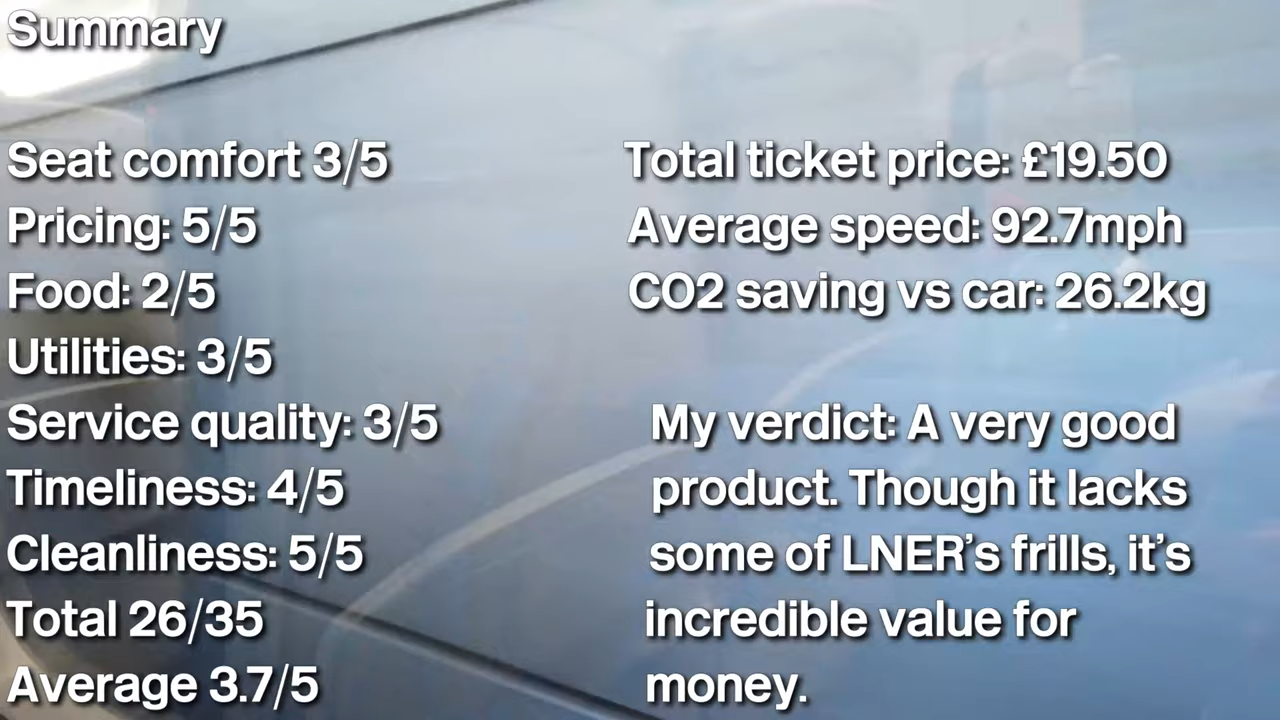 Summary
Seat comfort 3/5
Pricing: 5/5
Food: 2/5
Utilities: 3/5
Service quality: 3/5
Timeliness: 4/5
Cleanliness: 5/5
Total 26/35
Average 3.7/5
Total ticket price: £19.50
Average speed: 92.7mph
CO2 saving vs car: 26.2kg
My verdict: A very good
product. Though it lacks
some of LNER's frills, it's
incredible value for
money.